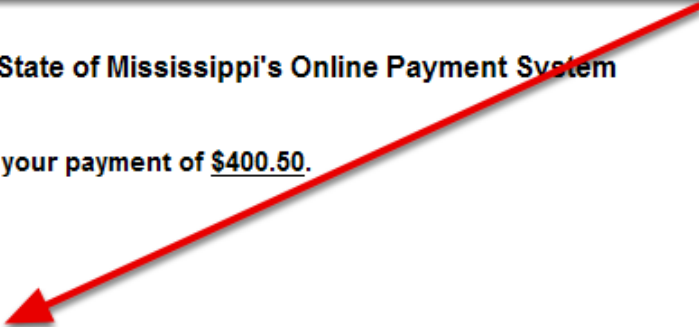 State of Mississippi's Online Payment System
your payment of $400.50.